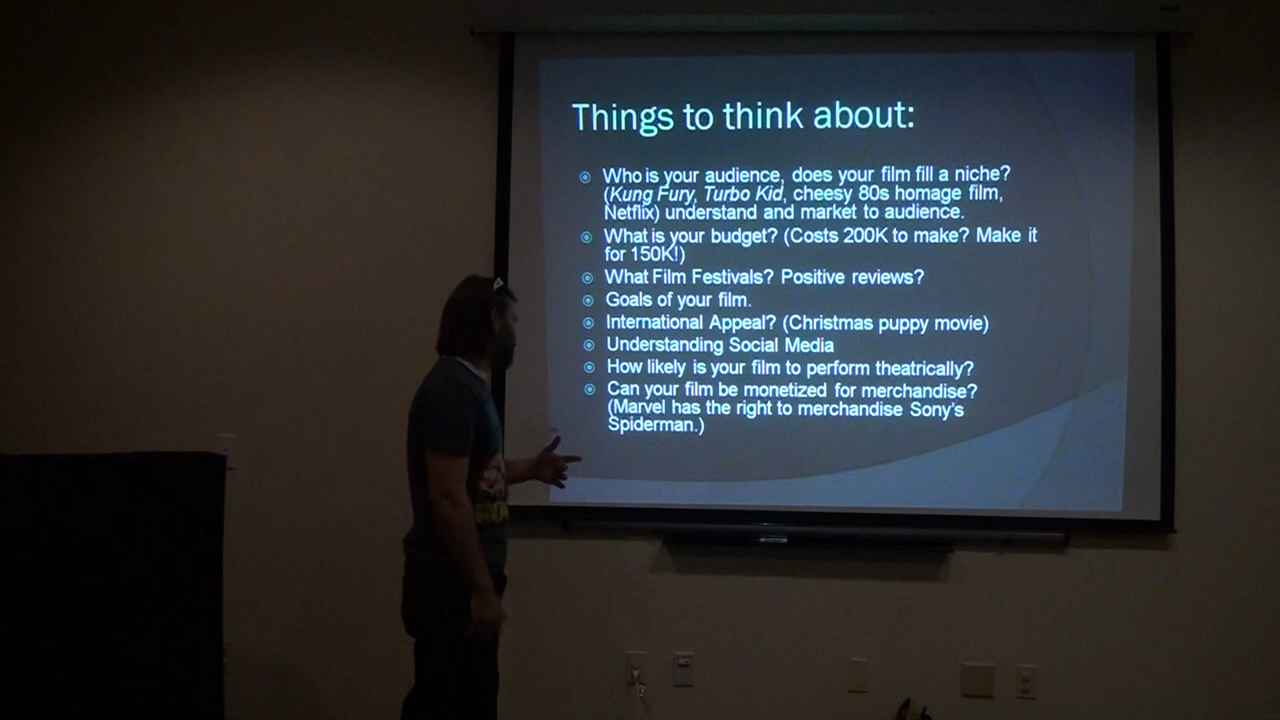 Things to think about:
Who is your audience, does your film fill a niche?
(Kung Fury, Turbo Kid, cheesy 80s homage film,
Netflix) understand and market to audience.
What is your budget? (Costs 200K to make? Make it
for 150K!)
What Film Festivals? Positive reviews?
Goals of your film.
International Appeal? (Christmas puppy movie)
Understanding Social Media
How likely is your film to perform theatrically?
Can your film be monetized for merchandise?
(Marvel has the right to merchandise Sony's
Spiderman.)